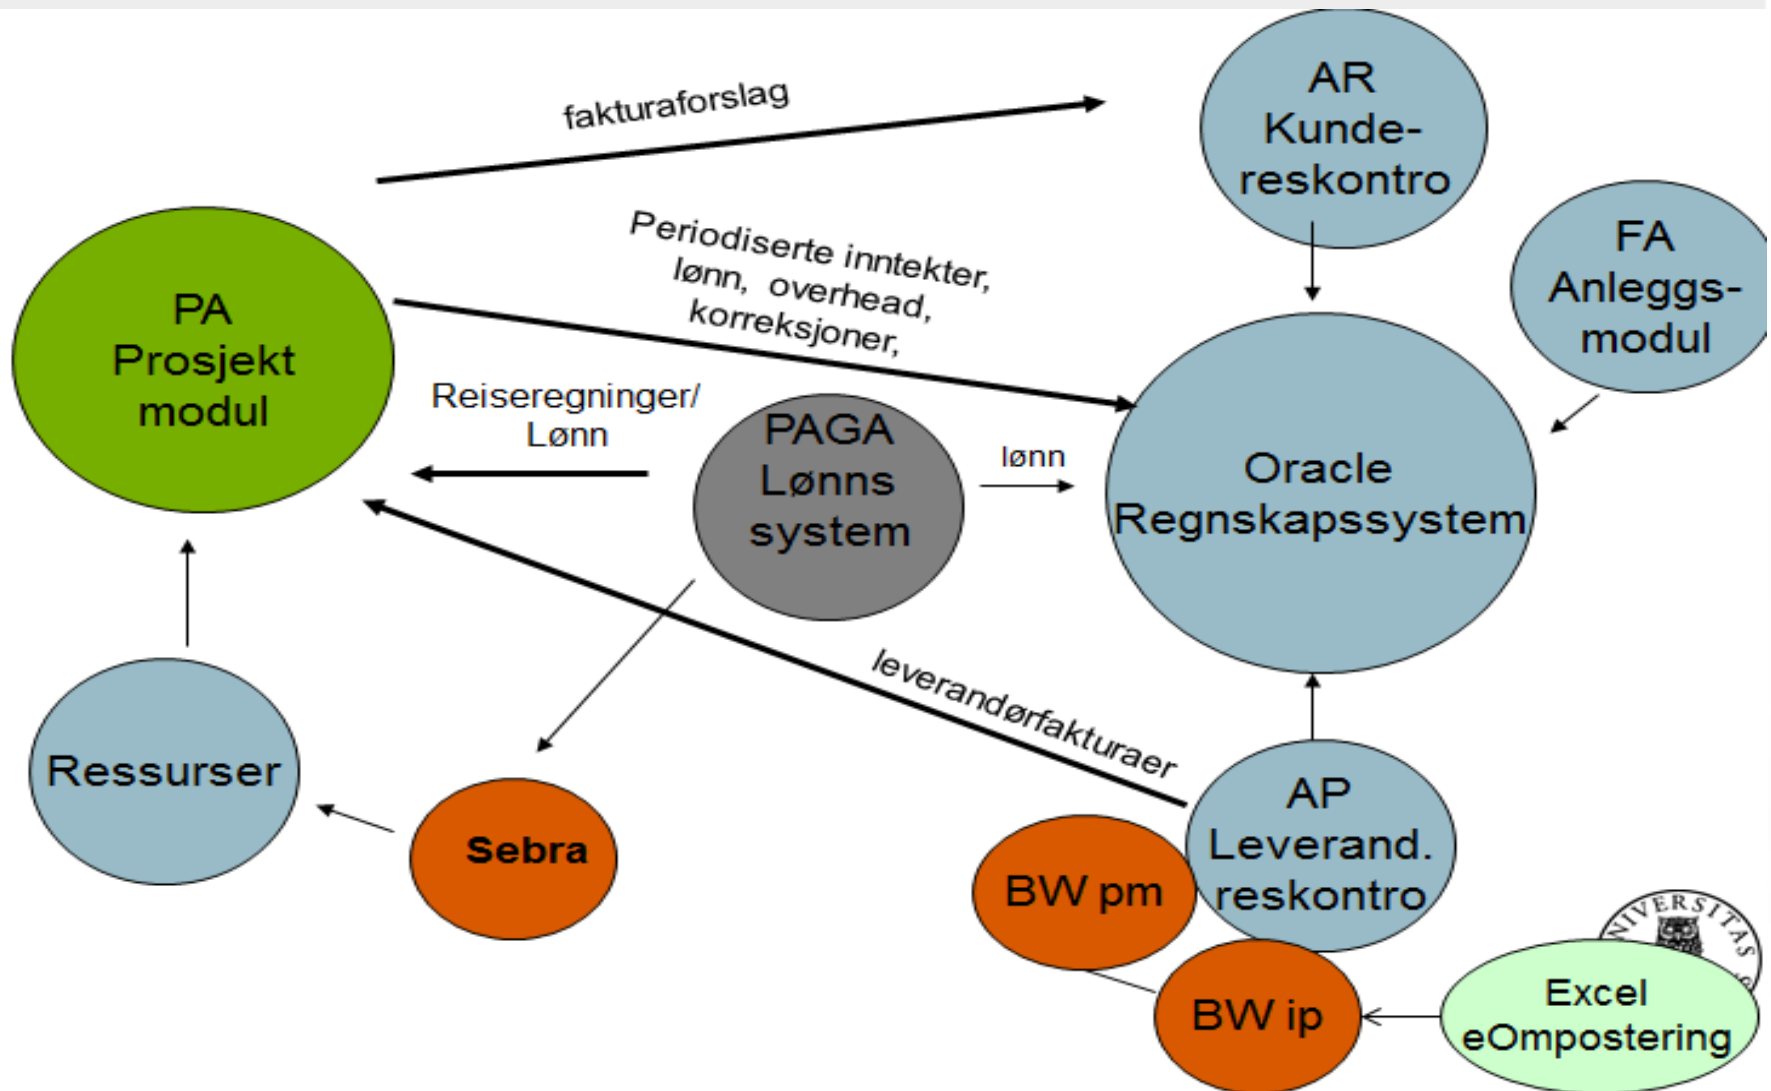 fakturaforslag
AR
Kunde-
reskontro
FA
Anleggs-
modul
Periodiserte inntekter,
lønn, overhead,
korreksjoner,
PA
Prosjekt
modul
Reiseregninger/
Lønn
PAGA
Lønns
system
lønn
Oracle
Regnskapssystem
leverandørfakturaer
Ressurser
Sebra
AP
Leverand.
reskontro
BW pm
BW ip
Excel
eOmpostering